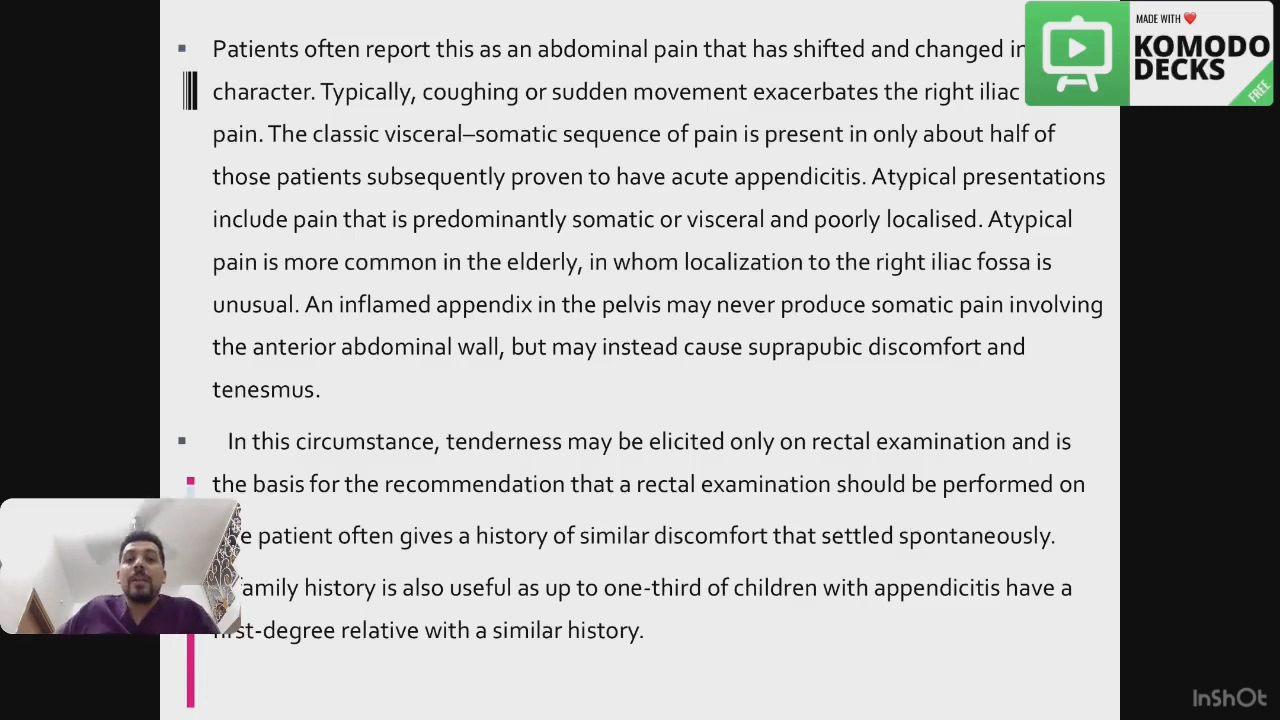 Patients often report this as an abdominal pain that has shifted and changed in
character. Typically, coughing or sudden movement exacerbates the right iliac
pain. The classic visceral–somatic sequence of pain is present in only about half of
those patients subsequently proven to have acute appendicitis. Atypical presentations
include pain that is predominantly somatic or visceral and poorly localised. Atypical
pain is more common in the elderly, in whom localization to the right iliac fossa is
unusual. An inflamed appendix in the pelvis may never produce somatic pain involving
the anterior abdominal wall, but may instead cause suprapubic discomfort and
tenesmus.
In this circumstance, tenderness may be elicited only on rectal examination and is
the basis for the recommendation that a rectal examination should be performed on
patient often gives a history of similar discomfort that settled spontaneously.
family history is also useful as up to one-third of children with appendicitis have a
first-degree relative with a similar history.
MADE WITH ❤️
KOMODO
DECKS
FREE
InShOt